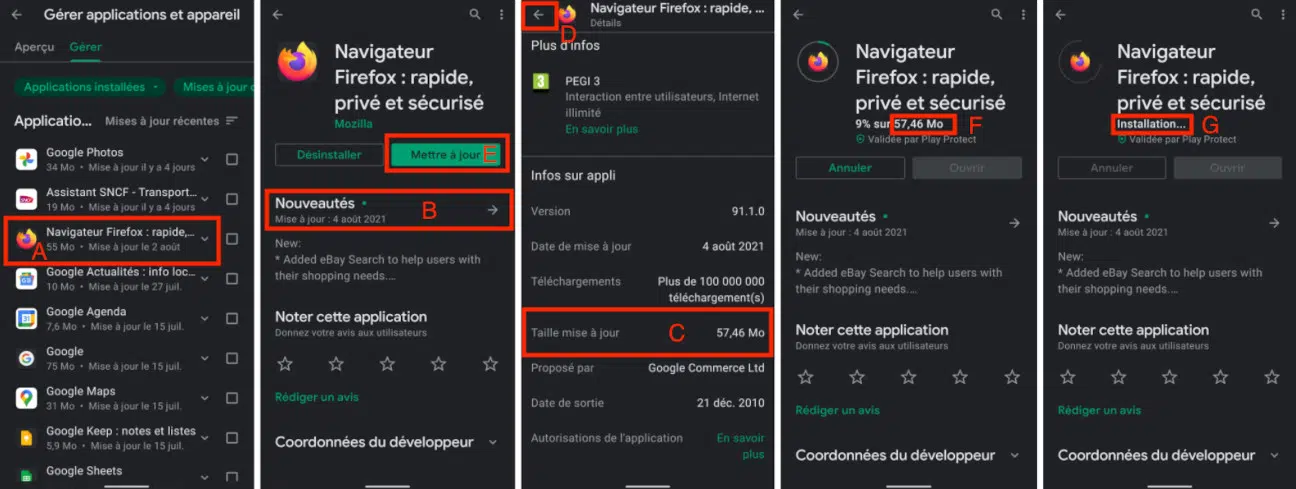 Gérer applications et appareil
Aperçu
Gérer
Applications installées
Mises à jour d
Applicatio...
Mises à jour récentes
Google Photos
34 Mo • Mise à jour il y a 4 jours
Assistant SNCF - Transport...
19 Mo • Mise à jour il y a 4 jours
Navigateur Firefox : rapide,...
A
55 Mo • Mise à jour le 2 août
Google Actualités : info loc...
10 Mo • Mise à jour le 27 juil.
Google Agenda
7,6 Mo • Mise à jour le 15 juil.
Google
75 Mo • Mise à jour le 15 juil.
Google Maps
31 Mo • Mise à jour le 15 juil.
Google Keep : notes et listes
5,9 Mo • Mise à jour le 15 juil.
Google Sheets
Navigateur
Firefox : rapide,
privé et sécurisé
Mozilla
Désinstaller
Mettre à jour
E
Nouveautés
B
Mise à jour : 4 août 2021
New:
* Added eBay Search to help users with
their shopping needs....
Noter cette application
Donnez votre avis aux utilisateurs
Rédiger un avis
Coordonnées du développeur
Navigateur Firefox : rapide, ...
Détails
D
Plus d'infos
3
PEGI 3
Interaction entre utilisateurs, Internet
illimité
En savoir plus
Infos sur appli
Version 91.1.0
Date de mise à jour 4 août 2021
Téléchargements Plus de 100 000 000
téléchargement(s)
Taille mise à jour C 57,46 Mo
Proposé par Google Commerce Ltd
Date de sortie 21 déc. 2010
Autorisations de l'application En savoir
plus
Navigateur
Firefox : rapide,
privé et sécurisé
9% sur 57,46 Mo F
Validée par Play Protect
Annuler
Ouvrir
Nouveautés
Mise à jour : 4 août 2021
New:
* Added eBay Search to help users with
their shopping needs....
Noter cette application
Donnez votre avis aux utilisateurs
Rédiger un avis
Coordonnées du développeur
Navigateur
Firefox : rapide,
privé et sécurisé
Installation... G
Validée par Play Protect
Annuler
Ouvrir
Nouveautés
Mise à jour : 4 août 2021
New:
* Added eBay Search to help users with
their shopping needs....
Noter cette application
Donnez votre avis aux utilisateurs
Rédiger un avis
Coordonnées du développeur